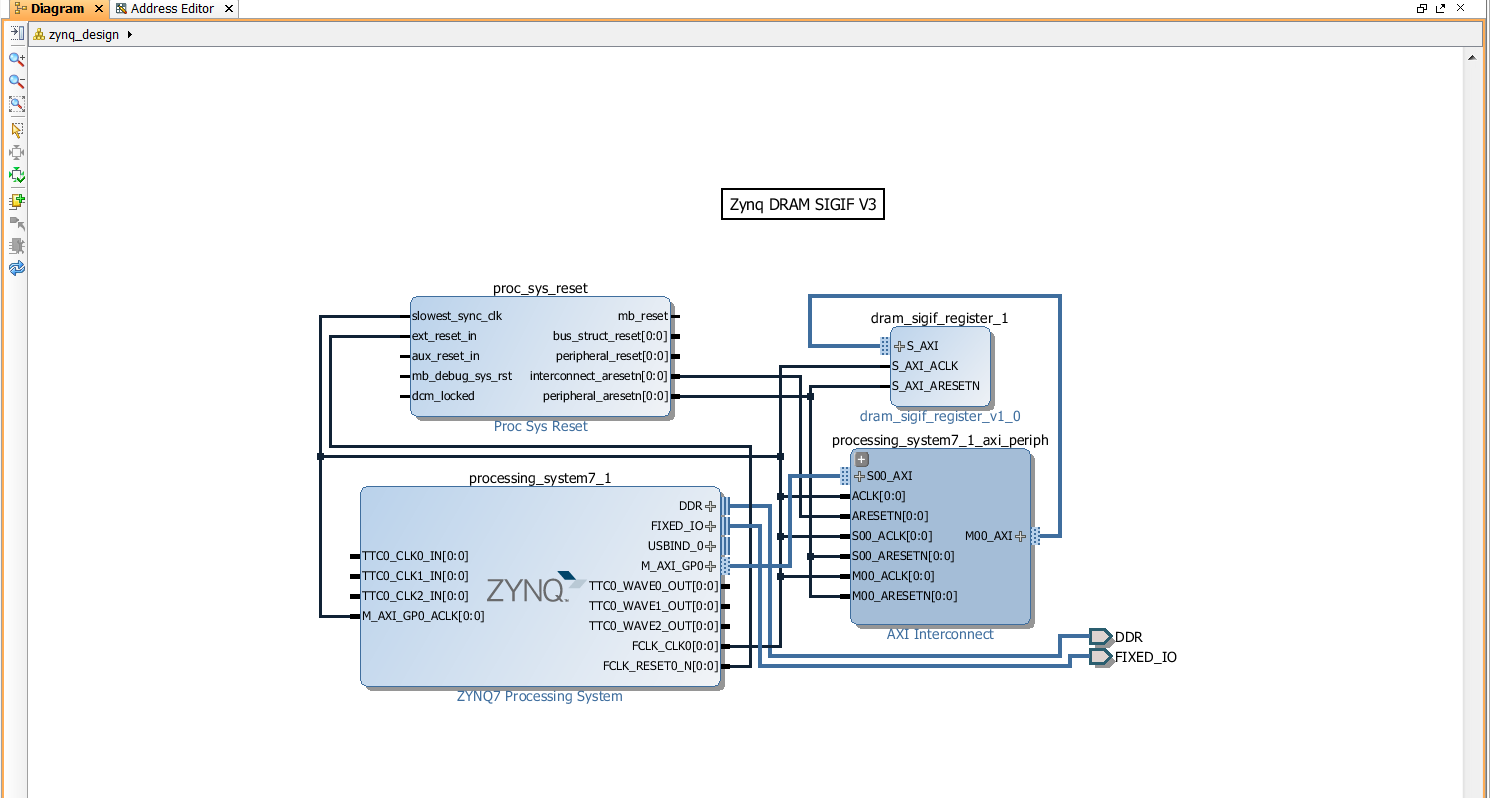 Diagram
Address Editor
zynq_design
Zynq DRAM SIGIF V3
proc_sys_reset
slowest_sync_clk
ext_reset_in
aux_reset_in
mb_debug_sys_rst
dcm_locked
mb_reset
bus_struct_reset[0:0]
peripheral_reset[0:0]
interconnect_aresetn[0:0]
peripheral_aresetn[0:0]
Proc Sys Reset
dram_sigif_register_1
S_AXI
S_AXI_ACLK
S_AXI_ARESETN
dram_sigif_register_v1_0
processing_system7_1_axi_periph
S00_AXI
ACLK[0:0]
ARESETN[0:0]
S00_ACLK[0:0]
S00_ARESETN[0:0]
M00_ACLK[0:0]
M00_ARESETN[0:0]
M00_AXI
AXI Interconnect
processing_system7_1
TTC0_CLK0_IN[0:0]
TTC0_CLK1_IN[0:0]
TTC0_CLK2_IN[0:0]
M_AXI_GP0_ACLK[0:0]
ZYNQ
DDR
FIXED_IO
USBIND_0
M_AXI_GP0
TTC0_WAVE0_OUT[0:0]
TTC0_WAVE1_OUT[0:0]
TTC0_WAVE2_OUT[0:0]
FCLK_CLK0[0:0]
FCLK_RESET0_N[0:0]
ZYNQ7 Processing System
DDR
FIXED_IO